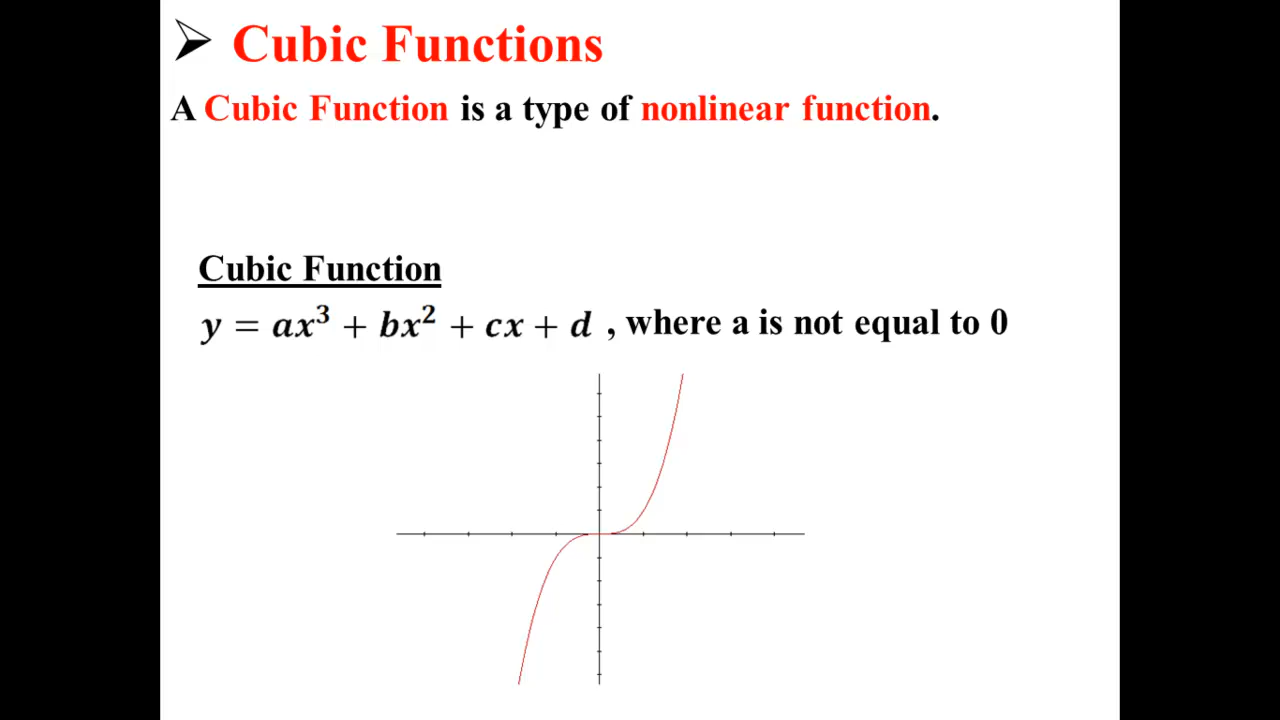 Cubic Functions
A Cubic Function is a type of nonlinear function.
Cubic Function
y = ax³ + bx² + cx + d , where a is not equal to 0